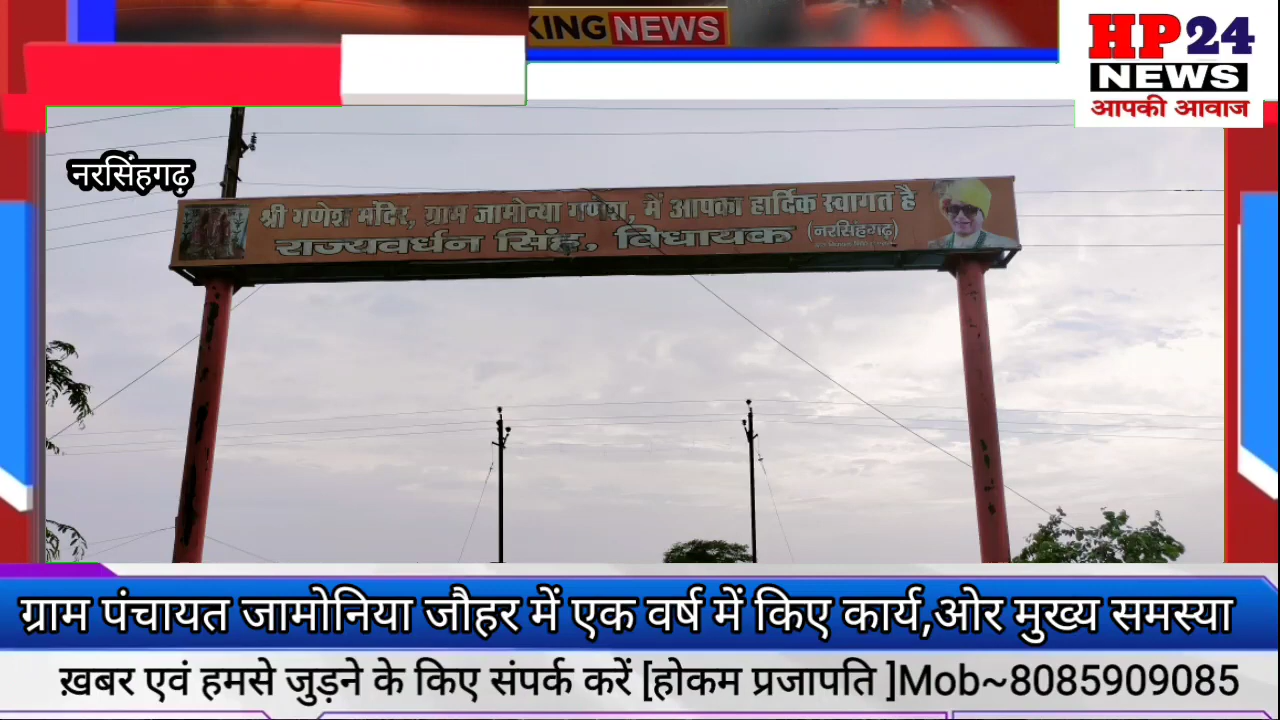 KING NEWS
HP24
NEWS
आपकी आवाज
नरसिंहगढ़
श्री गणेश मंदिर, ग्राम जामोन्या गणेश, में आपका हार्दिक स्वागत है
राज्यवर्धन सिंह, विधायक (नरसिंहगढ़)
ग्राम पंचायत जामोनिया जौहर में एक वर्ष में किए कार्य,ओर मुख्य समस्या
ख़बर एवं हमसे जुड़ने के किए संपर्क करें [होकम प्रजापति ]Mob~8085909085